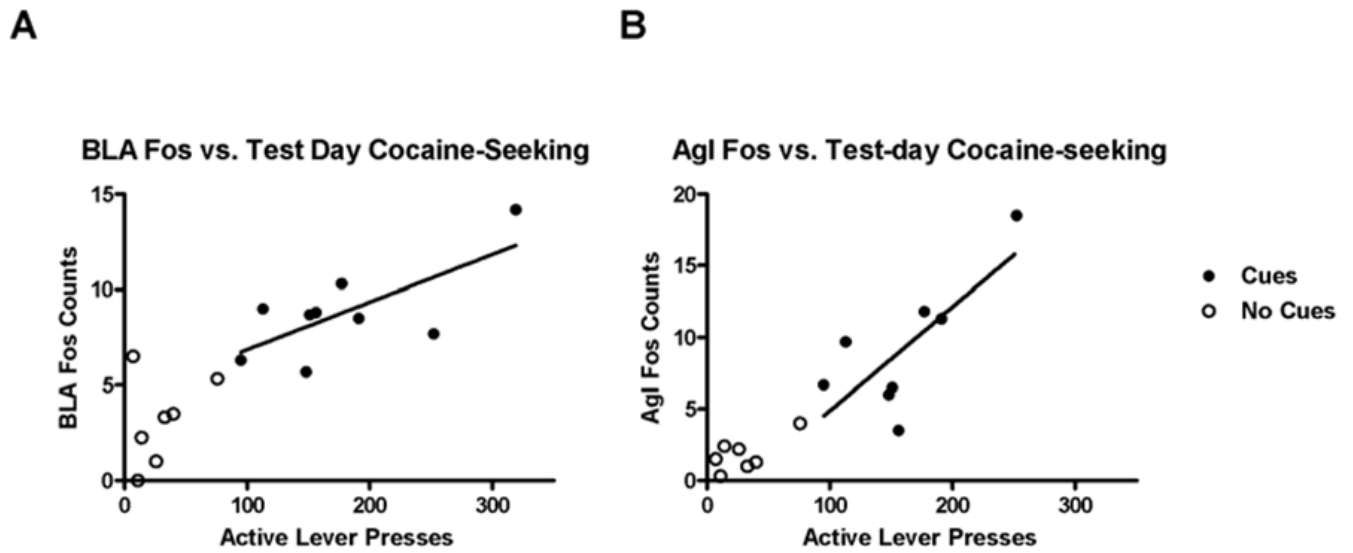 A
B
BLA Fos vs. Test Day Cocaine-Seeking
15
10
5
0
BLA Fos Counts
0 100 200 300
Active Lever Presses
AgI Fos vs. Test-day Cocaine-seeking
20
15
10
5
0
AgI Fos Counts
0 100 200 300
Active Lever Presses
Cues
No Cues